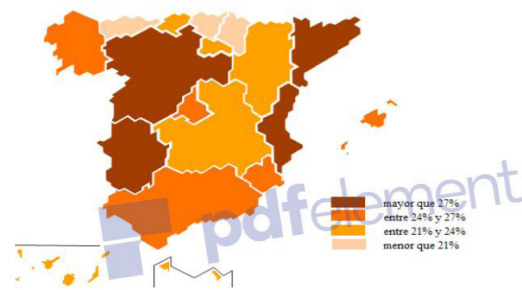 mayor que 27%
entre 24% y 27%
entre 21% y 24%
menor que 21%
pdfelement